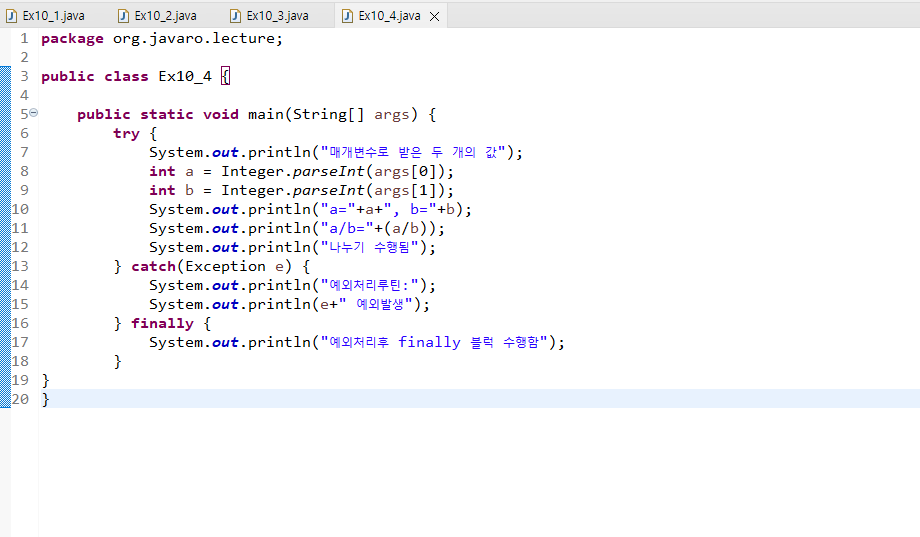 Ex10_1.java Ex10_2.java Ex10_3.java Ex10_4.java
1 package org.javaro.lecture;
2
3 public class Ex10_4 {
4
5 public static void main(String[] args) {
6 try {
7 System.out.println("매개변수로 받은 두 개의 값");
8 int a = Integer.parseInt(args[0]);
9 int b = Integer.parseInt(args[1]);
10 System.out.println("a="+a+", b="+b);
11 System.out.println("a/b="+(a/b));
12 System.out.println("나누기 수행됨");
13 } catch(Exception e) {
14 System.out.println("예외처리루틴:");
15 System.out.println(e+" 예외발생");
16 } finally {
17 System.out.println("예외처리후 finally 블럭 수행함");
18 }
19 }
20 }